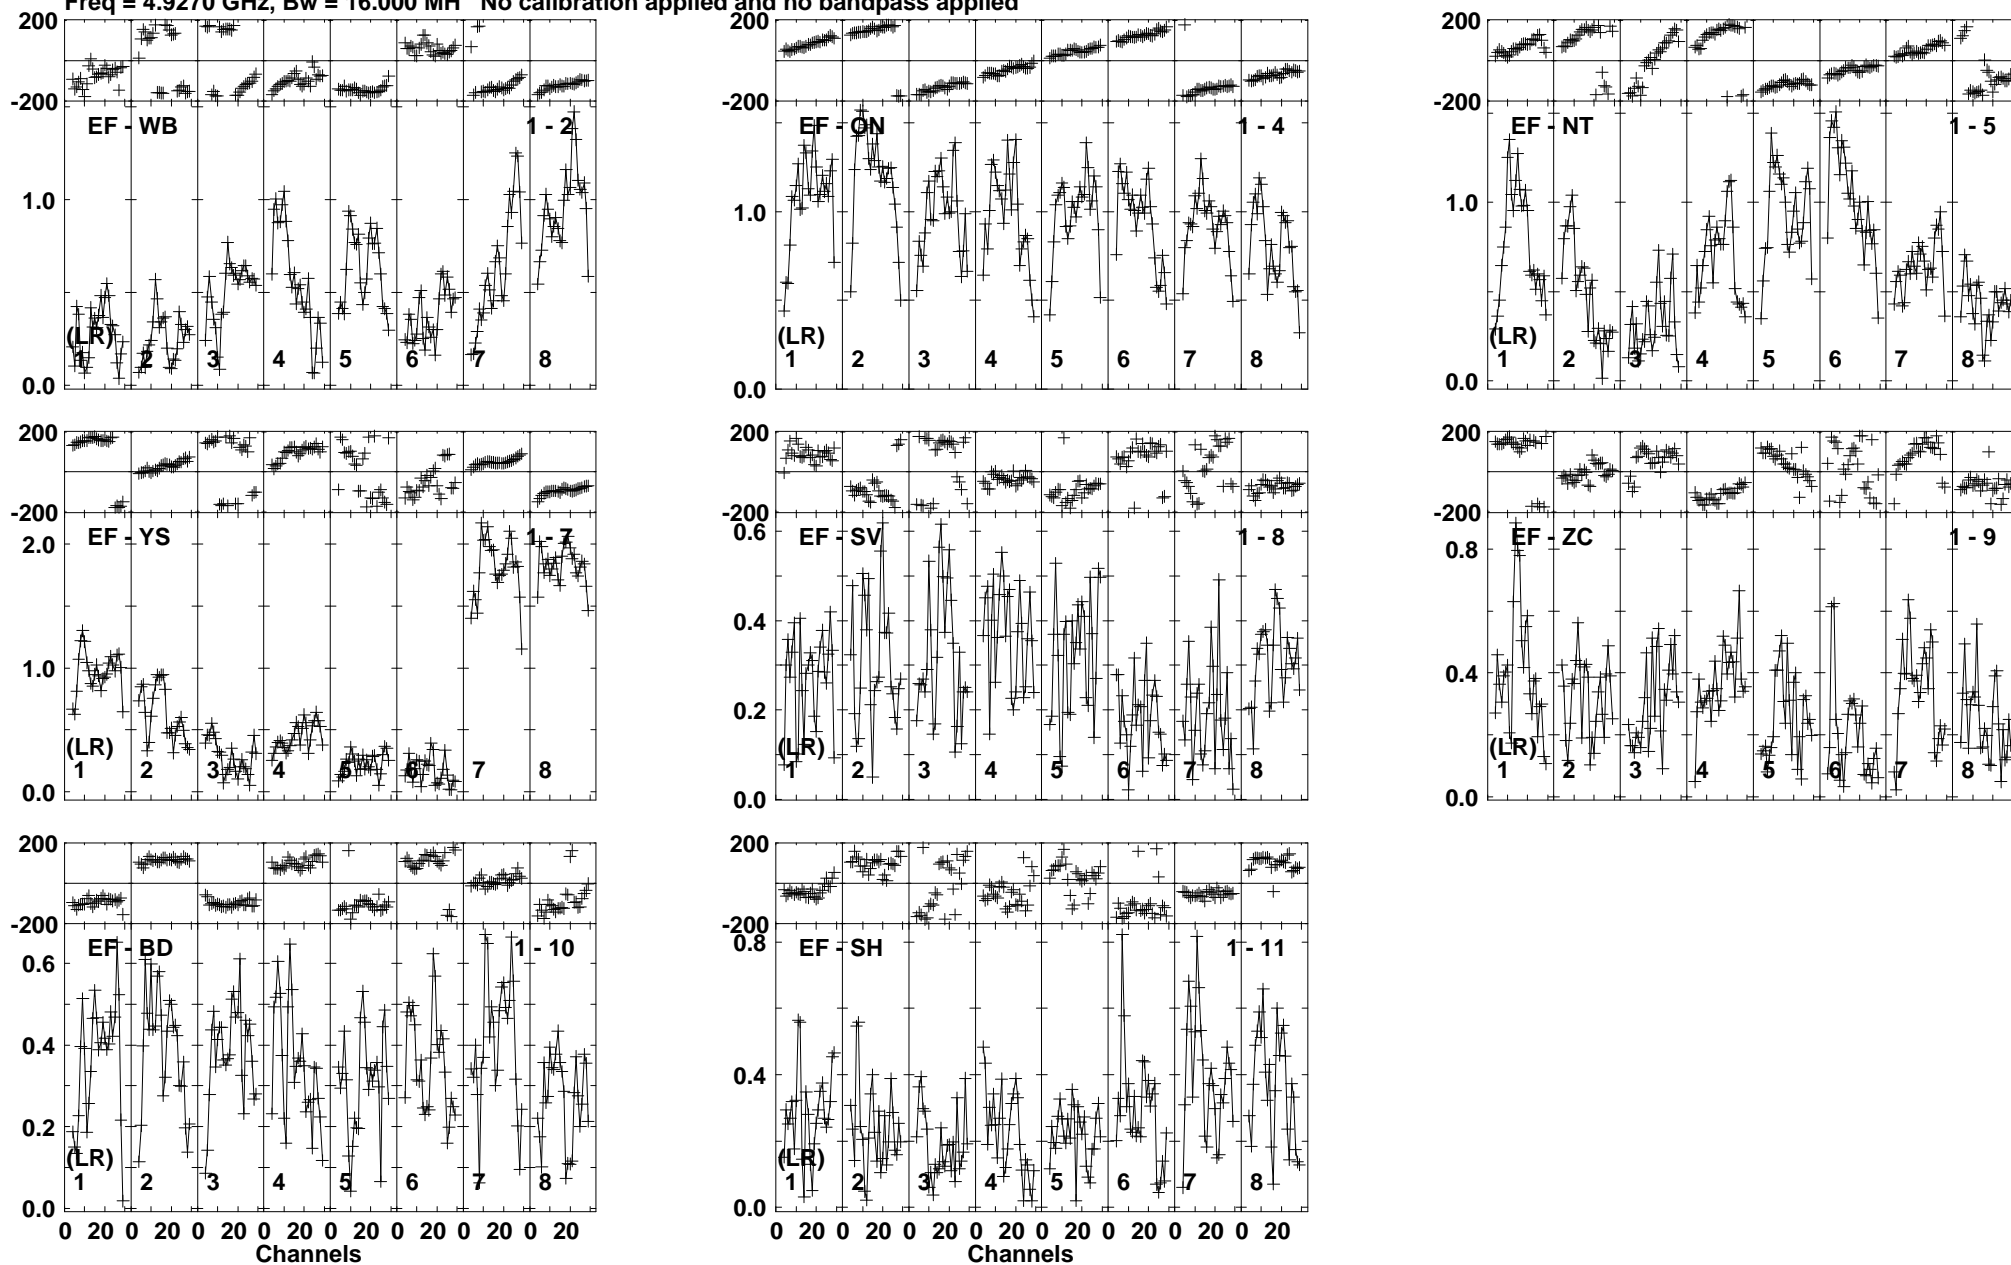 Freq = 4.9270 GHz, Bw = 16.000 MH No calibration applied and no bandpass applied
200
-200
EF - WB
1 - 2
1.0
0.0
(LR)
1 2 3 4 5 6 7 8
200
-200
EF - ON
1 - 4
1.0
0.0
(LR)
1 2 3 4 5 6 7 8
200
-200
EF - NT
1 - 5
1.0
0.0
(LR)
1 2 3 4 5 6 7 8
200
-200
EF - YS
1 - 7
2.0
1.0
0.0
(LR)
1 2 3 4 5 6 7 8
200
-200
EF - SV
1 - 8
0.6
0.4
0.2
0.0
(LR)
1 2 3 4 5 6 7 8
200
-200
EF - ZC
1 - 9
0.8
0.4
0.0
(LR)
1 2 3 4 5 6 7 8
200
-200
EF - BD
1 - 10
0.6
0.4
0.2
0.0
(LR)
1 2 3 4 5 6 7 8
0 20 0 20 0 20 0 20 0 20 0 20 0 20 0 20
Channels
200
-200
EF - SH
1 - 11
0.8
0.4
0.0
(LR)
1 2 3 4 5 6 7 8
0 20 0 20 0 20 0 20 0 20 0 20 0 20 0 20
Channels